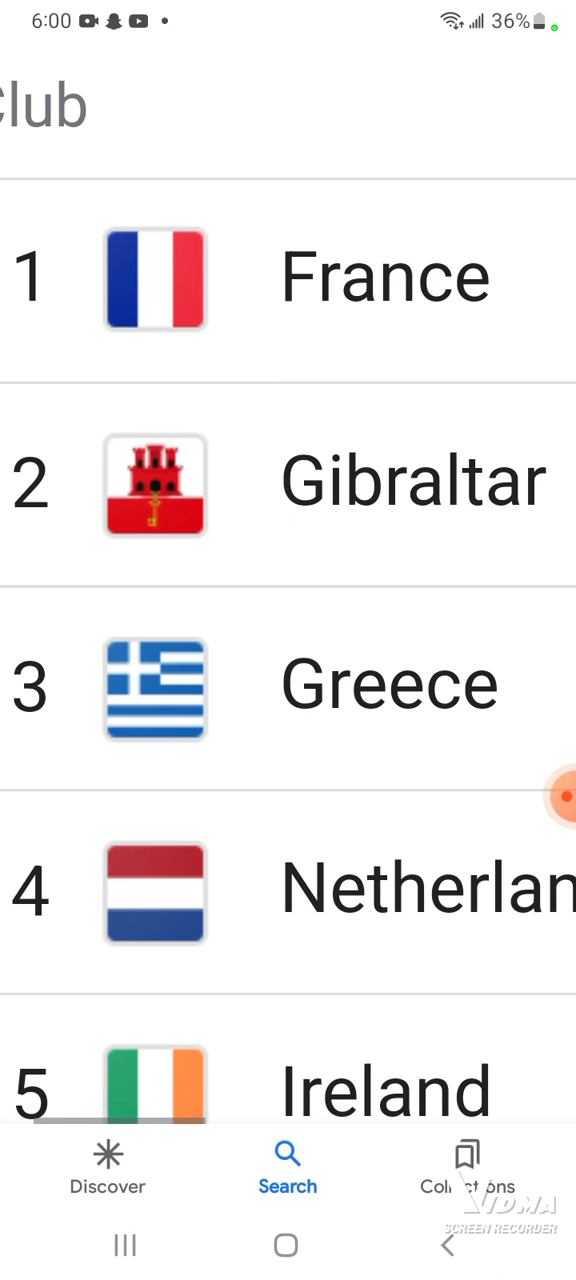 6:00 36%
Club
1 France
2 Gibraltar
3 Greece
4 Netherlan
5 Ireland
Discover Search Collections
VIDMA
SCREEN RECORDER